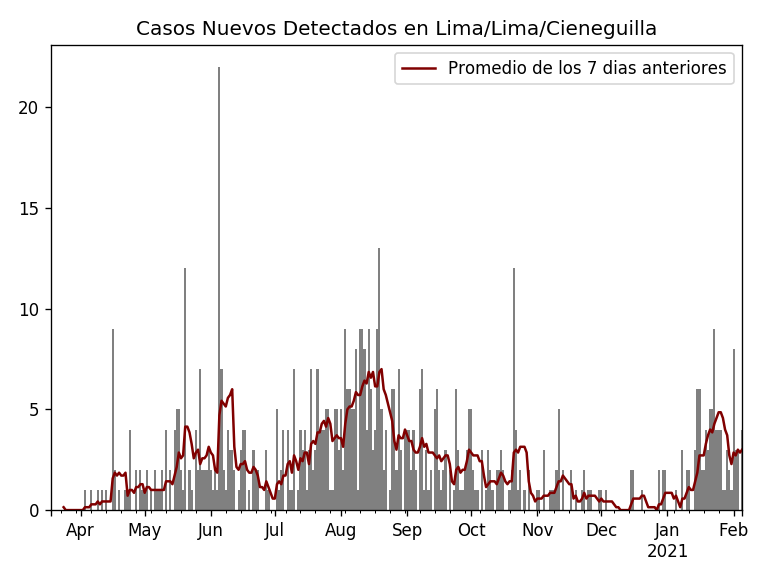 Casos Nuevos Detectados en Lima/Lima/Cieneguilla
Promedio de los 7 dias anteriores
20
15
10
5
0
Apr May Jun Jul Aug Sep Oct Nov Dec Jan Feb
2021